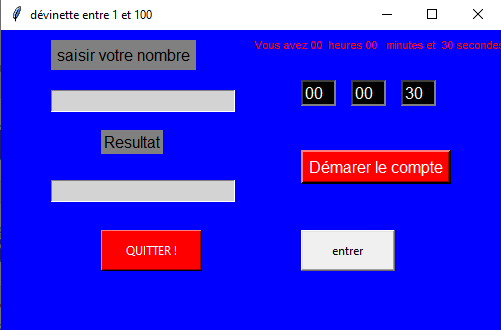 dévinette entre 1 et 100
Vous avez 00 heures 00 minutes et 30 secondes
saisir votre nombre
00 00 30
Resultat
Démarer le compte
QUITTER !
entrer